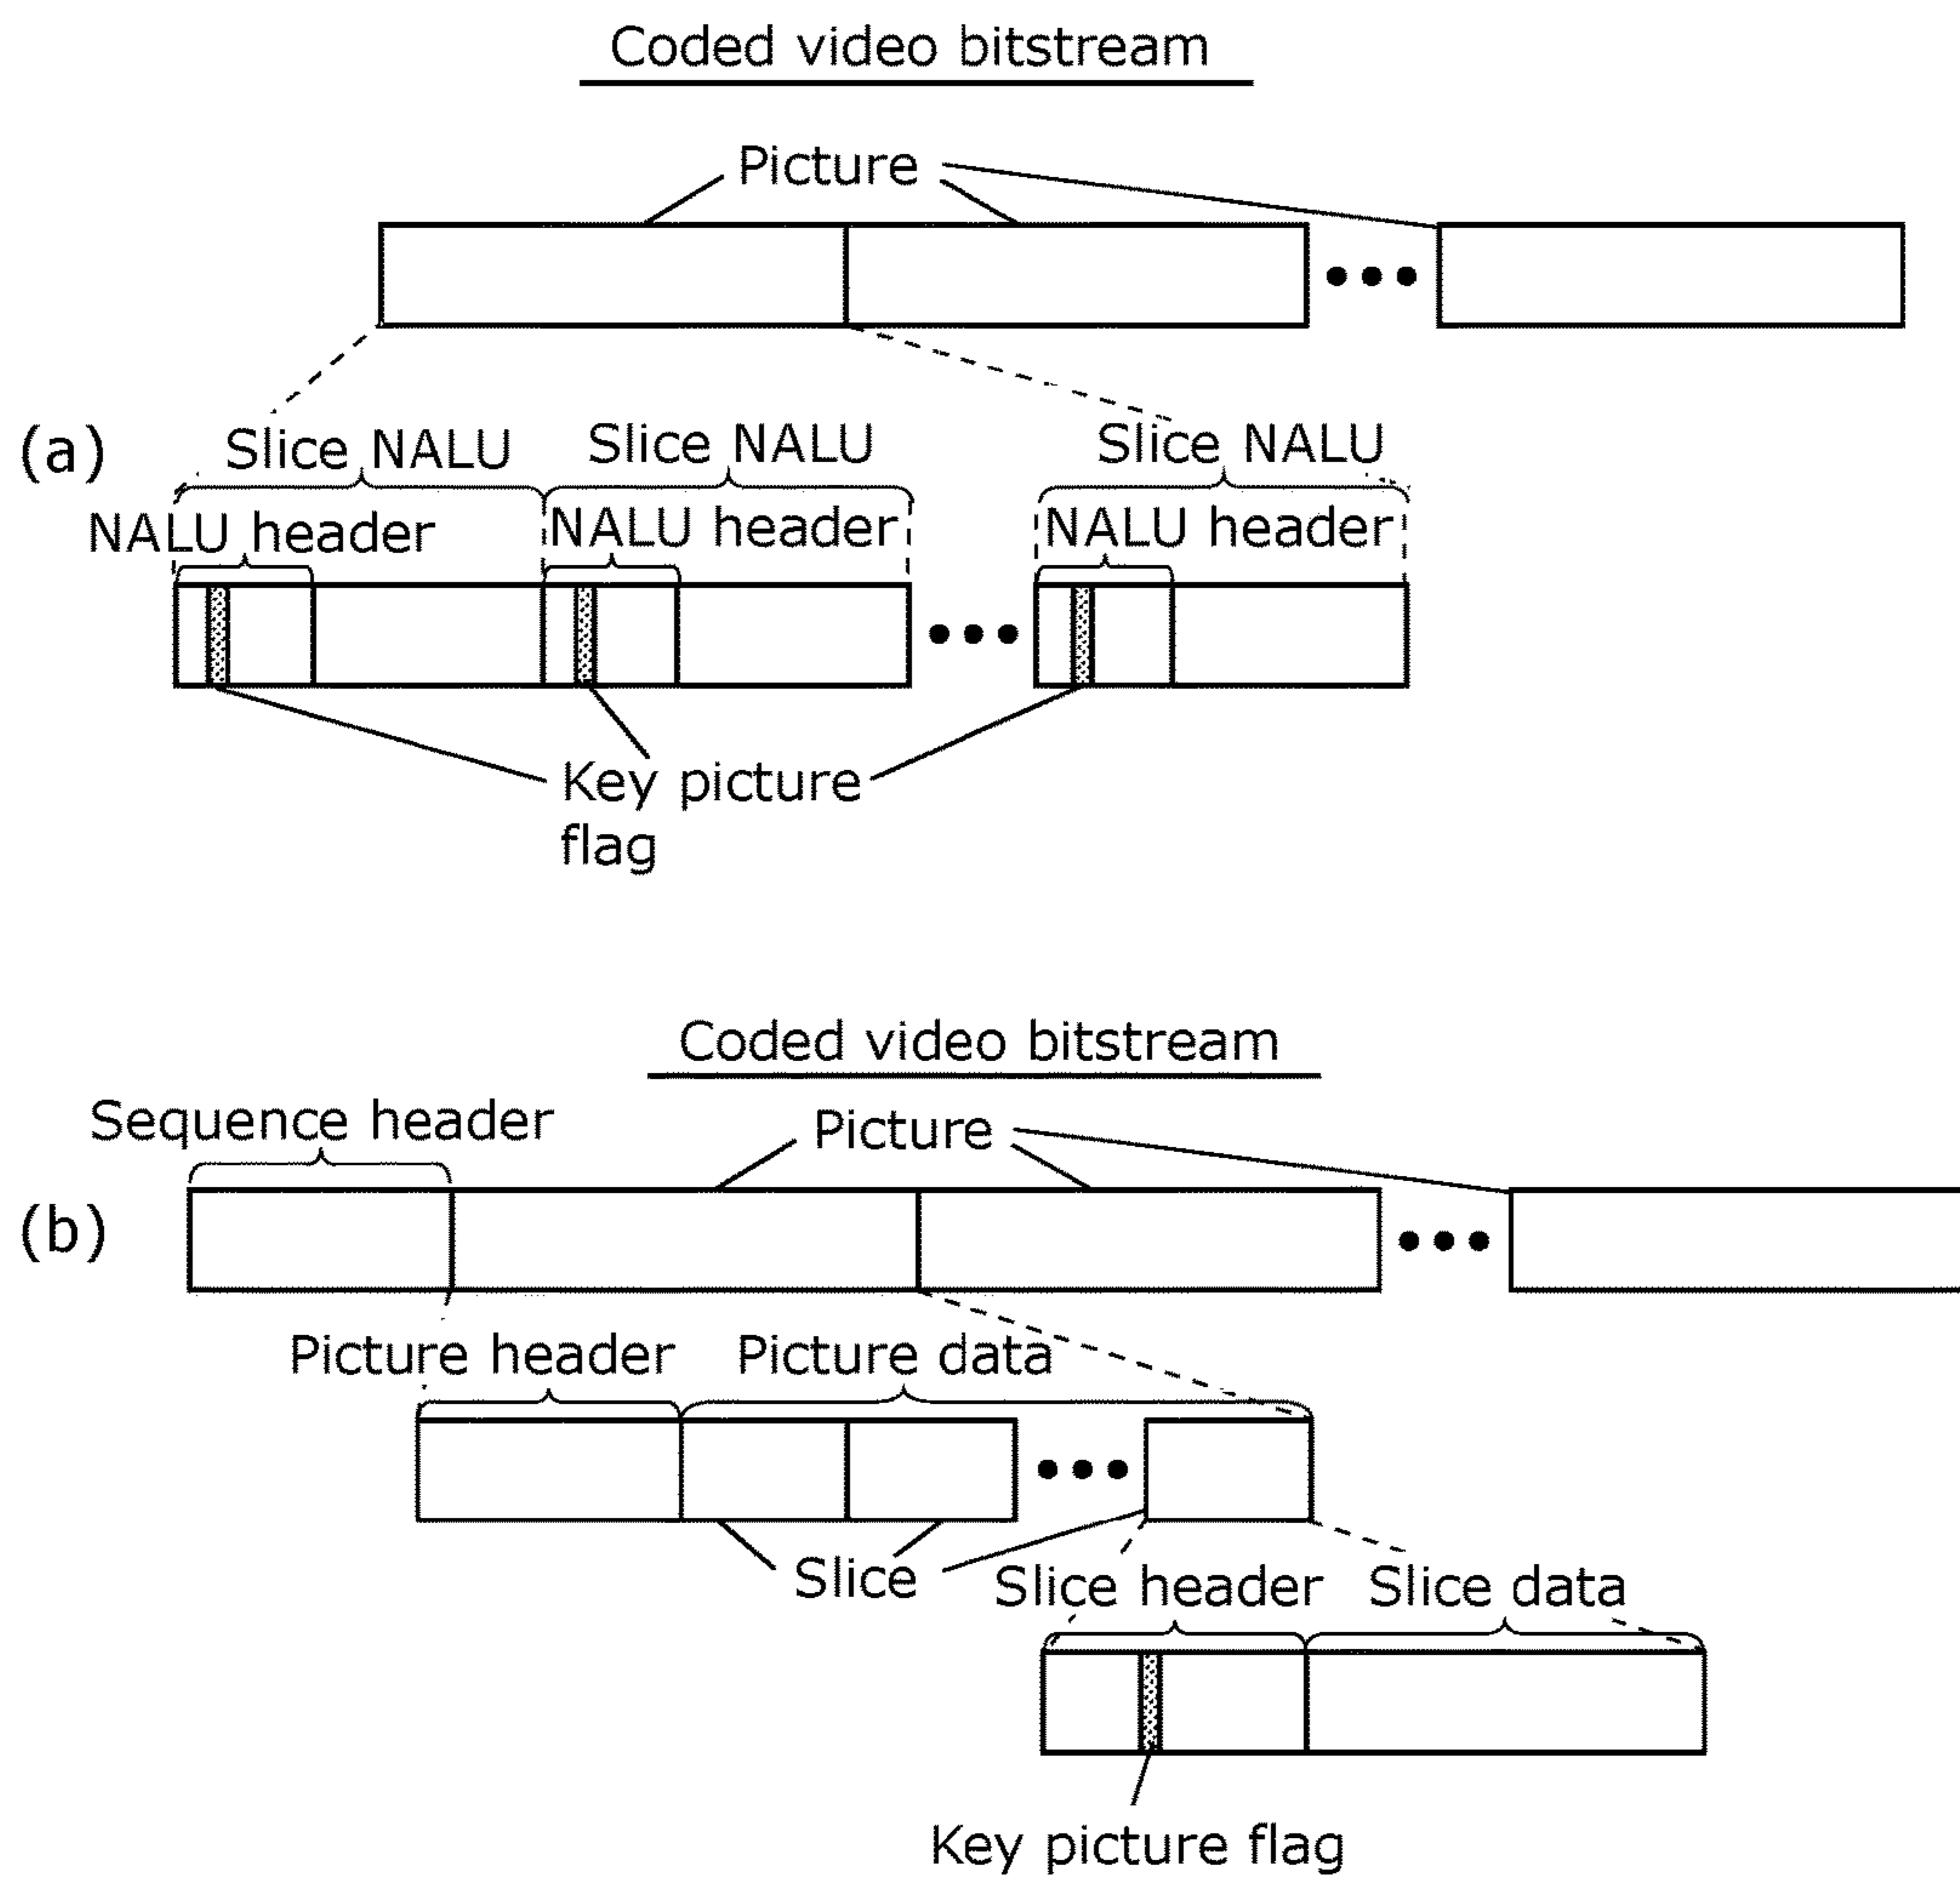 Coded video bitstream
Picture
(a)
Slice NALU
Slice NALU
Slice NALU
NALU header
NALU header
NALU header
Key picture
flag
Coded video bitstream
Sequence header
Picture
(b)
Picture header
Picture data
Slice
Slice header
Slice data
Key picture flag